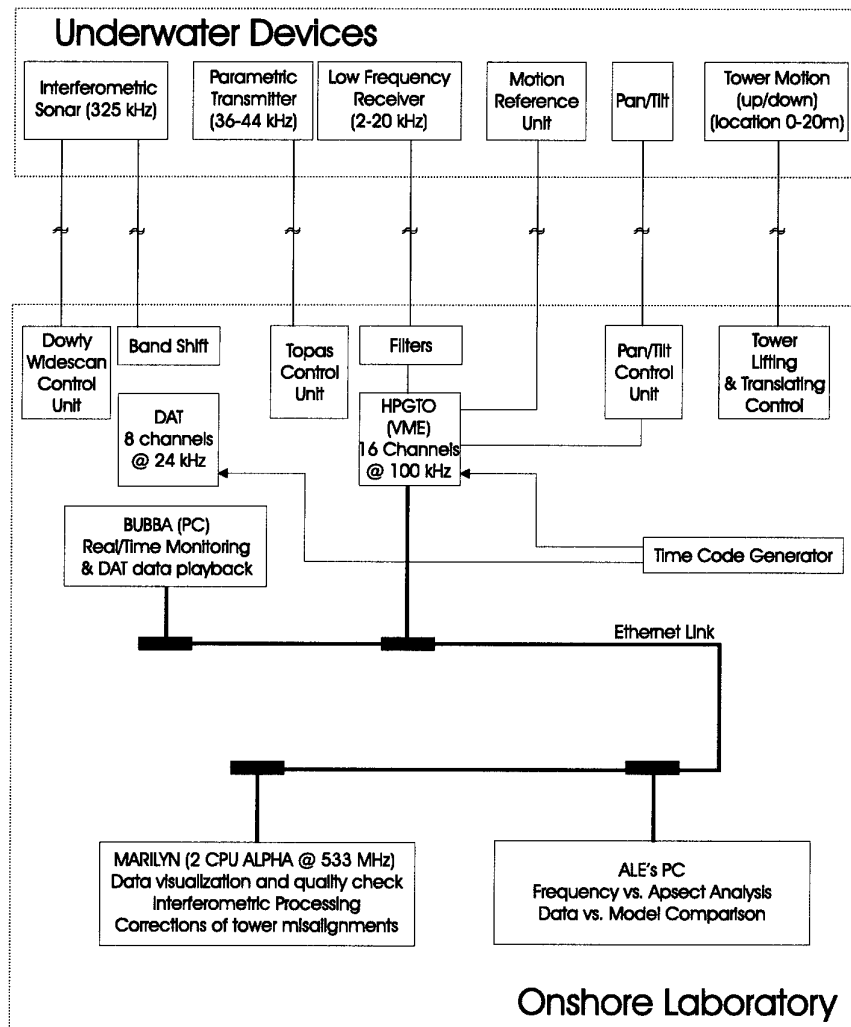 Underwater Devices
Interferometric
Sonar (325 kHz)
Parametric
Transmitter
(36-44 kHz)
Low Frequency
Receiver
(2-20 kHz)
Motion
Reference
Unit
Pan/Tilt
Tower Motion
(up/down)
(location 0-20m)
Dowty
Widescan
Control
Unit
Band Shift
Topas
Control
Unit
Filters
Pan/Tilt
Control
Unit
Tower
Lifting
& Translating
Control
DAT
8 channels
@ 24 kHz
HPGTO
(VME)
16 Channels
@ 100 kHz
BUBBA (PC)
Real/Time Monitoring
& DAT data playback
Time Code Generator
Ethernet Link
MARILYN (2 CPU ALPHA @ 533 MHz)
Data visualization and quality check
Interferometric Processing
Corrections of tower misalignments
ALE's PC
Frequency vs. Apsect Analysis
Data vs. Model Comparison
Onshore Laboratory